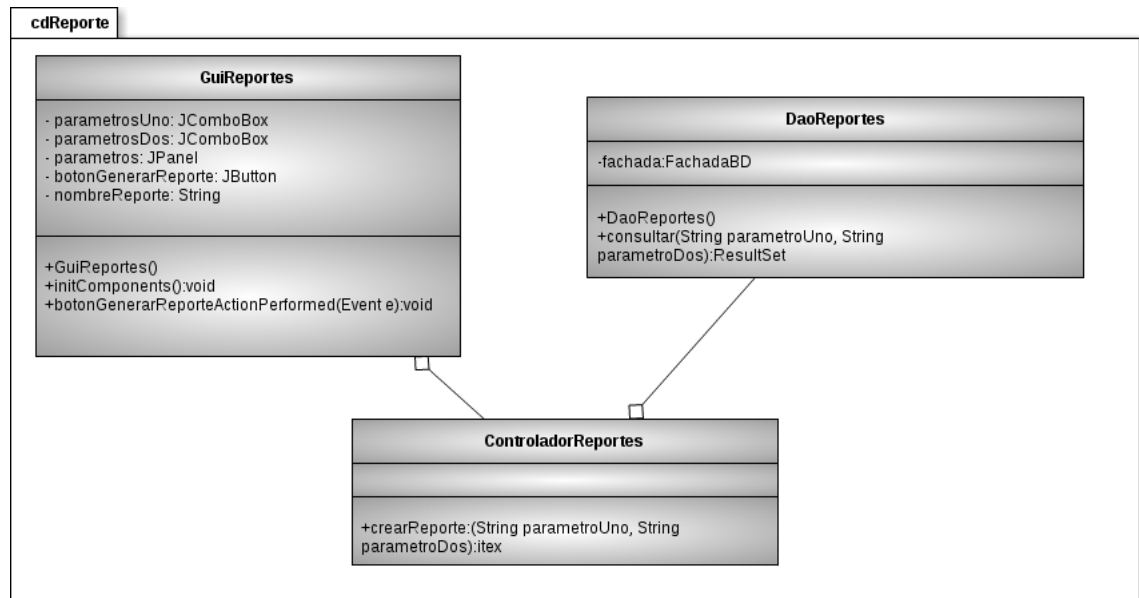 cdReporte
GuiReportes
- parametrosUno: JComboBox
- parametrosDos: JComboBox
- parametros: JPanel
- botonGenerarReporte: JButton
- nombreReporte: String
+GuiReportes()
+initComponents():void
+botonGenerarReporteActionPerformed(Event e):void
DaoReportes
-fachada:FachadaBD
+DaoReportes()
+consultar(String parametroUno, String
parametroDos):ResultSet
ControladorReportes
+crearReporte:(String parametroUno, String
parametroDos):itex